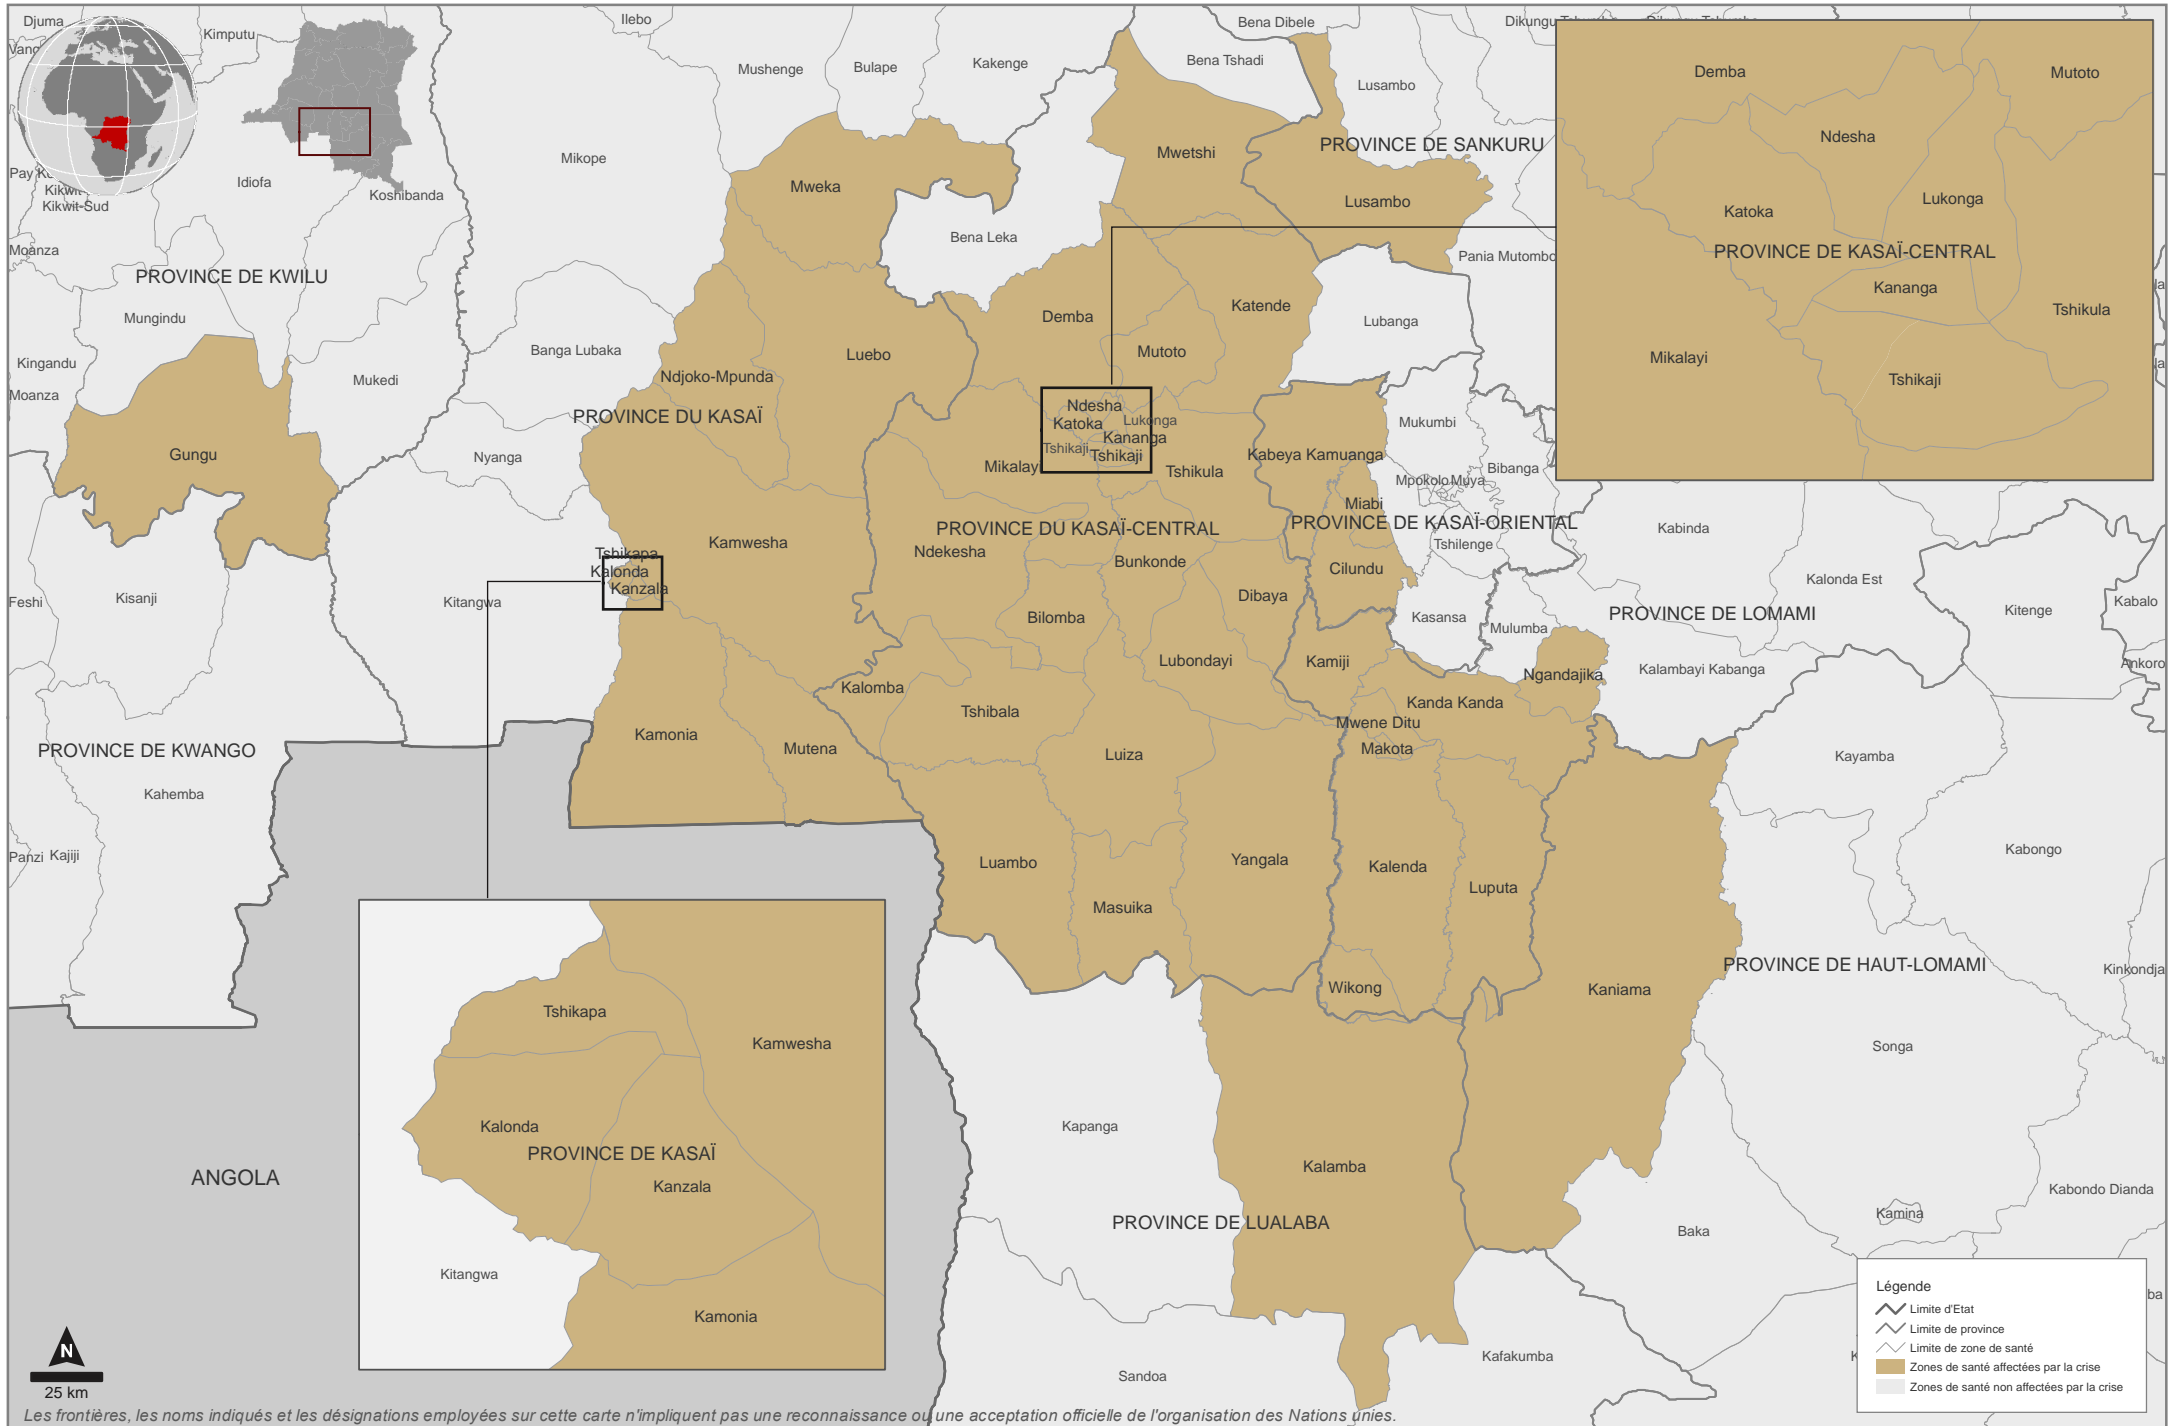 Djuma
Ilebo
Bena Dibele
Kimputu
Mushenge
Bulape
Kakenge
Bena Tshadi
Lusambo
Mikope
Idiofa
Koshibanda
Kikwit-Sud
Moanza
PROVINCE DE KWILU
Mungindu
Kingandu
Moanza
Mukedi
Gungu
Mweka
Mwetshi
PROVINCE DE SANKURU
Lusambo
Bena Leka
Pania Mutombo
Banga Lubaka
Luebo
Ndjoko-Mpunda
PROVINCE DU KASAÏ
Nyanga
Demba
Katende
Mutoto
Lubanga
Ndesha
Katoka
Lukonga
Kananga
Tshikaji
Tshikaji
Mikalayi
Tshikula
Kabeya Kamuanga
Mukumbi
Bibanga
Mpokolo
Muya
Miabi
PROVINCE DU KASAÏ-CENTRAL
PROVINCE DE KASAÏ-ORIENTAL
Tshilenge
Kabinda
Kamwesha
Ndekesha
Bunkonde
Cilundu
Dibaya
Bilomba
Kasansa
Mulumba
Kalonda Est
PROVINCE DE LOMAMI
Kitenge
Kabalo
Ankoro
Tshikapa
Kalonda
Kanzala
Kitangwa
Kisanji
Feshi
Lubondayi
Kamiji
Ngandajika
Kalambayi Kabanga
Kalomba
Tshibala
Kanda Kanda
Mwene Ditu
Makota
Kamonia
Mutena
Luiza
Kayamba
PROVINCE DE KWANGO
Kahemba
Panzi
Kajiji
Luambo
Masuika
Yangala
Kalenda
Luputa
Kabongo
Wikong
Kaniama
PROVINCE DE HAUT-LOMAMI
Kinkondja
Songa
Kapanga
Kalamba
PROVINCE DE LUALABA
Kabondo Dianda
Kamina
Baka
Sandoa
Kafakumba
ANGOLA
Demba
Mutoto
Ndesha
Lukonga
Katoka
PROVINCE DE KASAÏ-CENTRAL
Kananga
Tshikula
Mikalayi
Tshikaji
Tshikapa
Kamwesha
Kalonda
PROVINCE DE KASAÏ
Kanzala
Kitangwa
Kamonia
N
25 km
Légende
Limite d'Etat
Limite de province
Limite de zone de santé
Zones de santé affectées par la crise
Zones de santé non affectées par la crise
Les frontières, les noms indiqués et les désignations employées sur cette carte n'impliquent pas une reconnaissance ou une acceptation officielle de l'organisation des Nations unies.